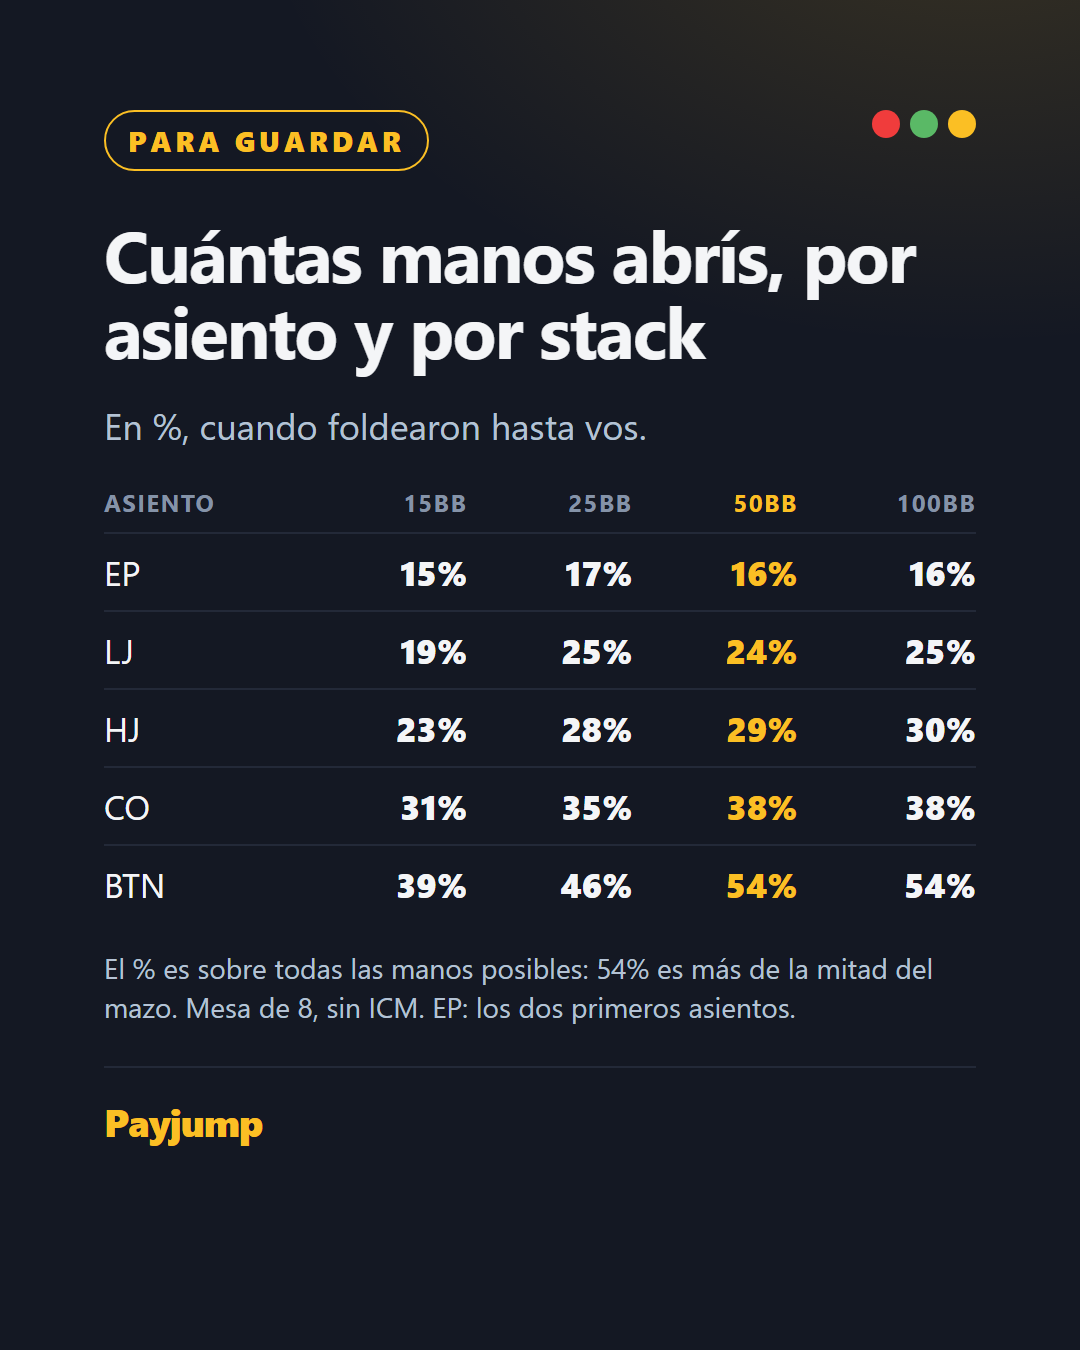 PARA GUARDAR
Cuántas manos abrís, por
asiento y por stack
En %, cuando foldearon hasta vos.
ASIENTO 15BB 25BB 50BB 100BB
EP 15% 17% 16% 16%
LJ 19% 25% 24% 25%
HJ 23% 28% 29% 30%
CO 31% 35% 38% 38%
BTN 39% 46% 54% 54%
El % es sobre todas las manos posibles: 54% es más de la mitad del
mazo. Mesa de 8, sin ICM. EP: los dos primeros asientos.
Payjump